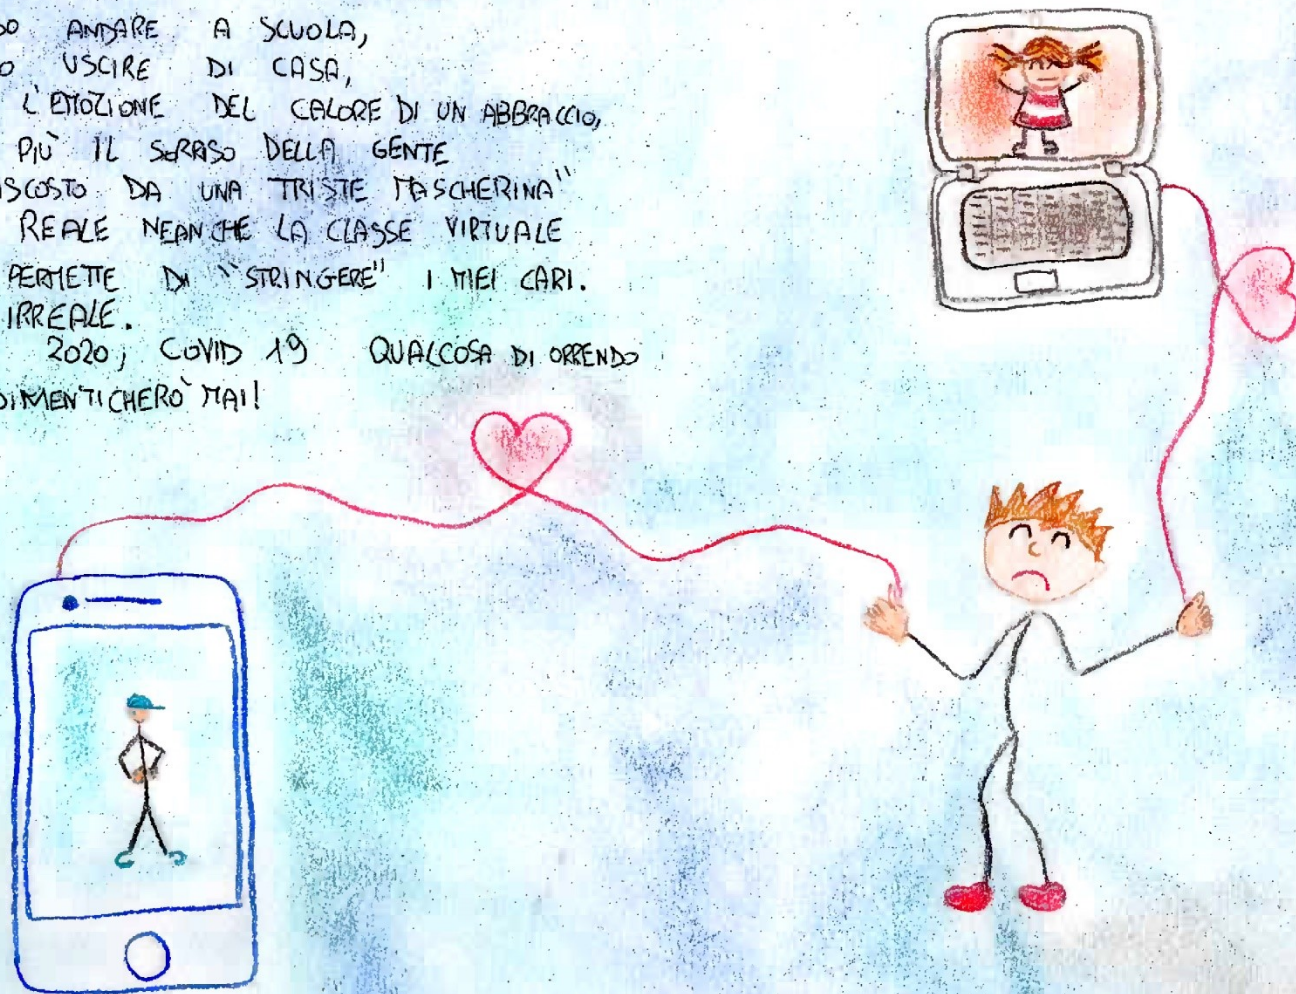 ANDARE A SCUOLA,
USCIRE DI CASA,
L'EMOZIONE DEL CALORE DI UN ABBRACCIO,
PIÙ IL SORRISO DELLA GENTE
SCOSTO DA UNA TRISTE MASCHERINA"
REALE NEANCHE LA CLASSE VIRTUALE
PERMETTE DI "STRINGERE" I MIEI CARI.
IRREALE.
2020, COVID 19 QUALCOSA DI ORRENDO
DIMENTICHERÒ MAI!